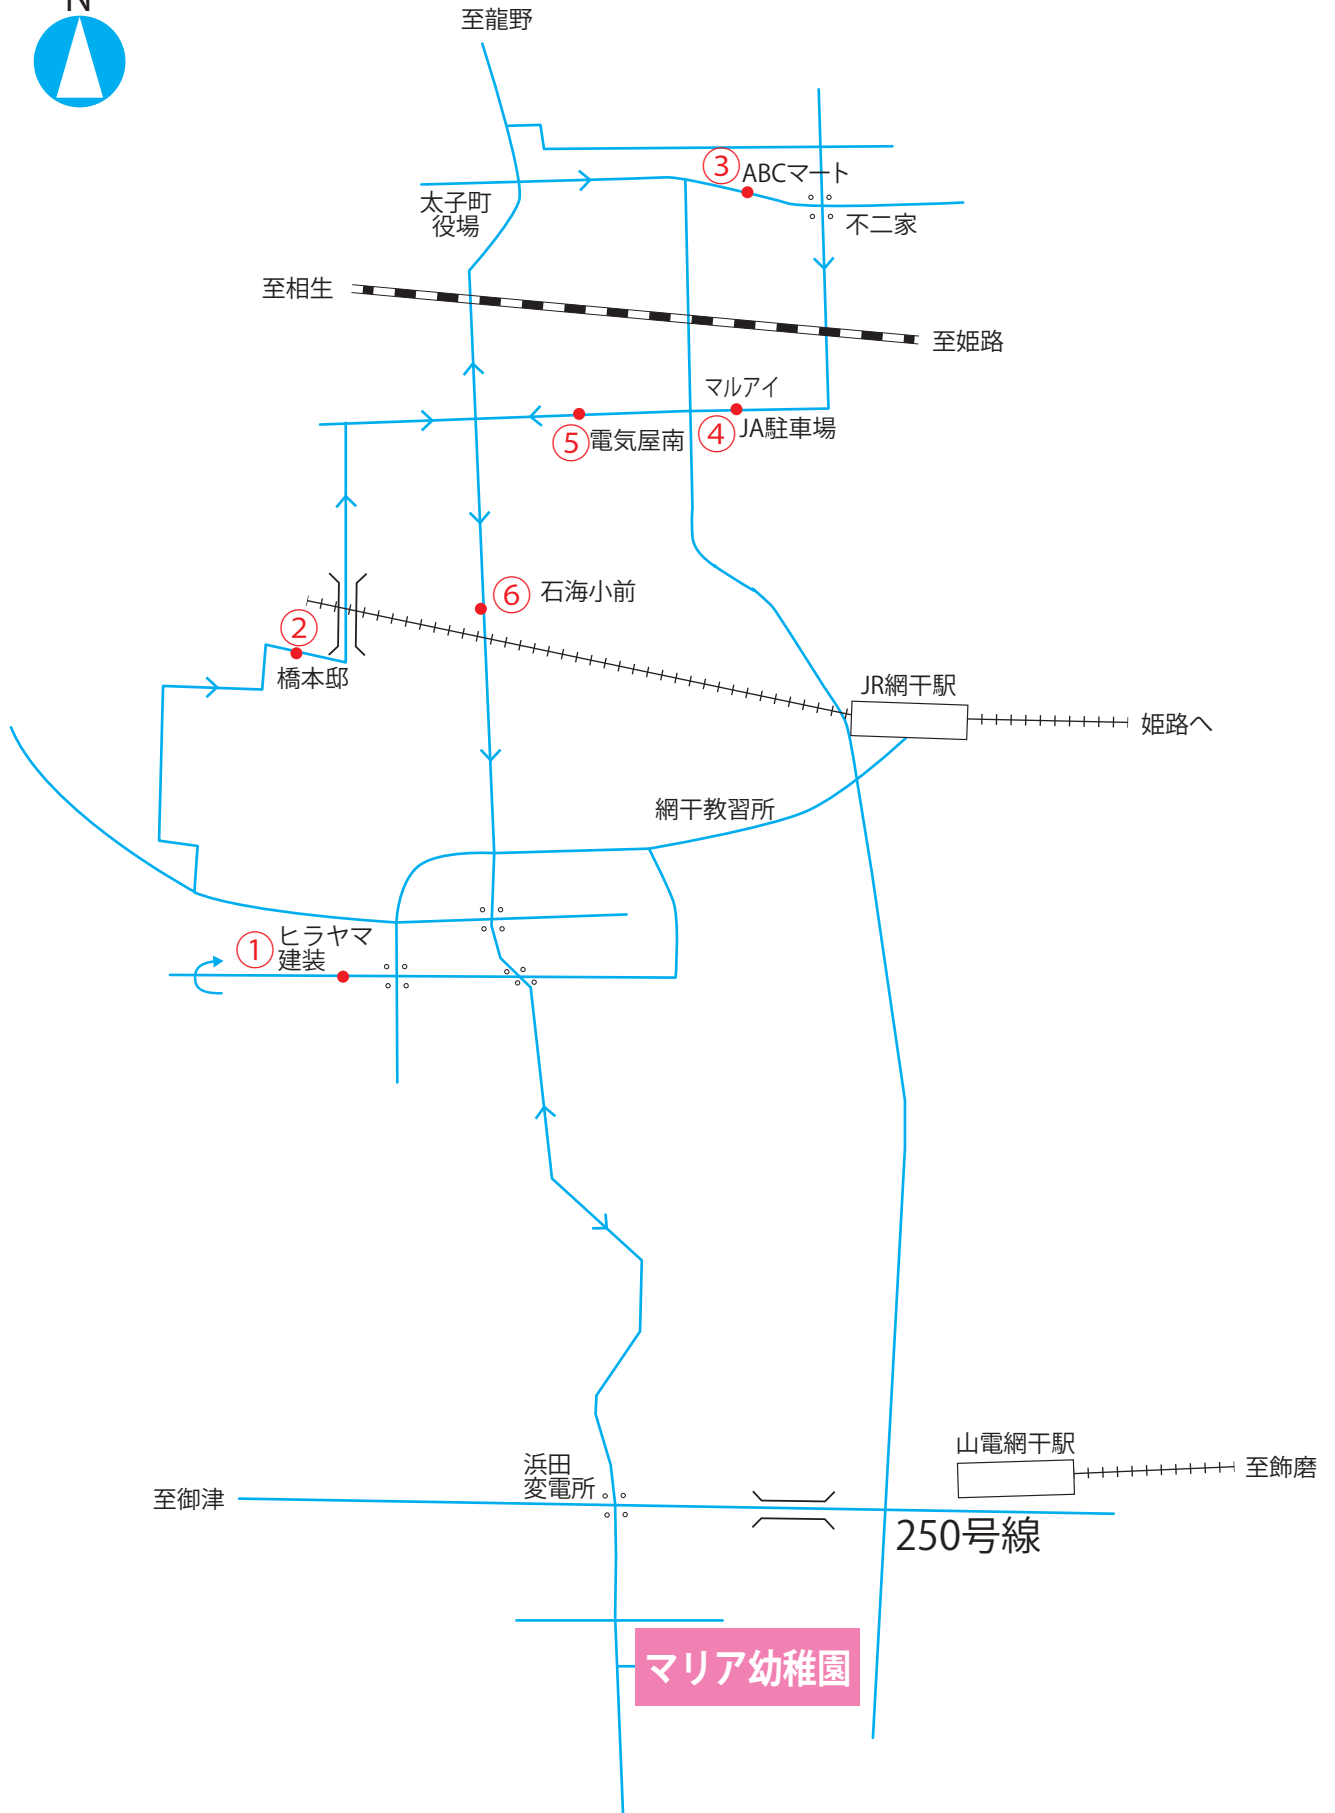 N
至龍野
③
ABCマート
太子町
役場
不二家
至相生
至姫路
マルアイ
⑤
電気屋南
④
JA駐車場
⑥
石海小前
②
橋本邸
JR網干駅
姫路へ
網干教習所
①
ヒラヤマ
建装
山電網干駅
至飾磨
浜田
変電所
至御津
250号線
マリア幼稚園